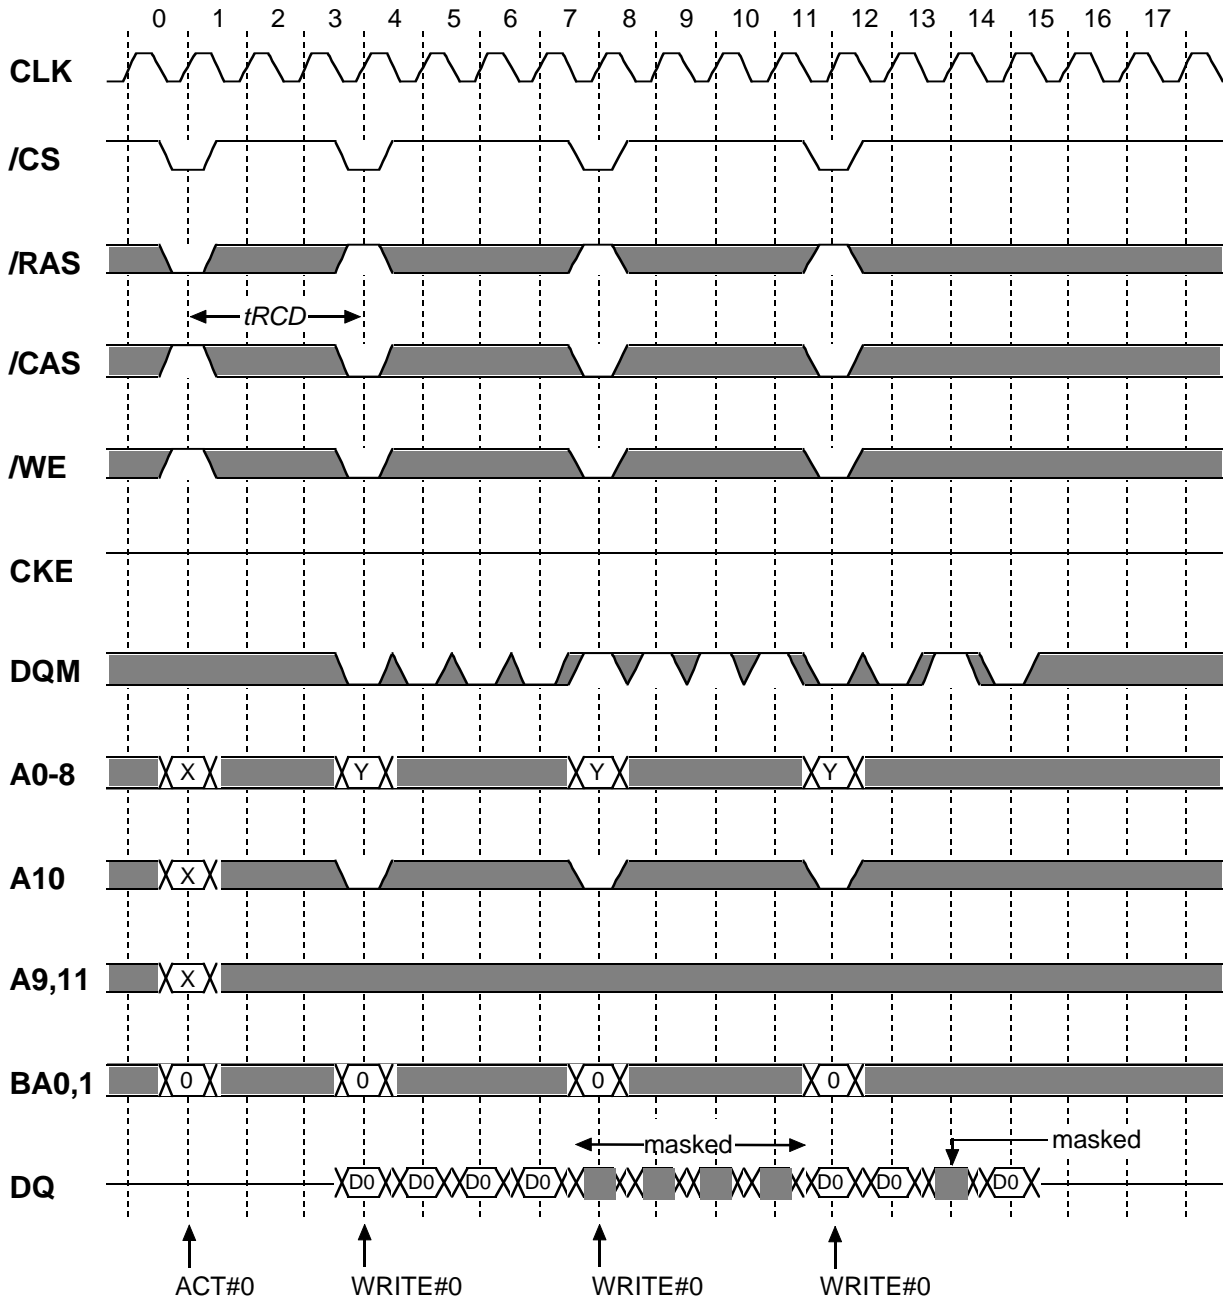 0 1 2 3 4 5 6 7 8 9 10 11 12 13 14 15 16 17
CLK
/CS
/RAS
tRCD
/CAS
/WE
CKE
DQM
A0-8 X Y Y Y
A10 X
A9,11 X
BA0,1 0 0 0 0
masked masked
DQ D0 D0 D0 D0 D0 D0 D0
ACT#0 WRITE#0 WRITE#0 WRITE#0